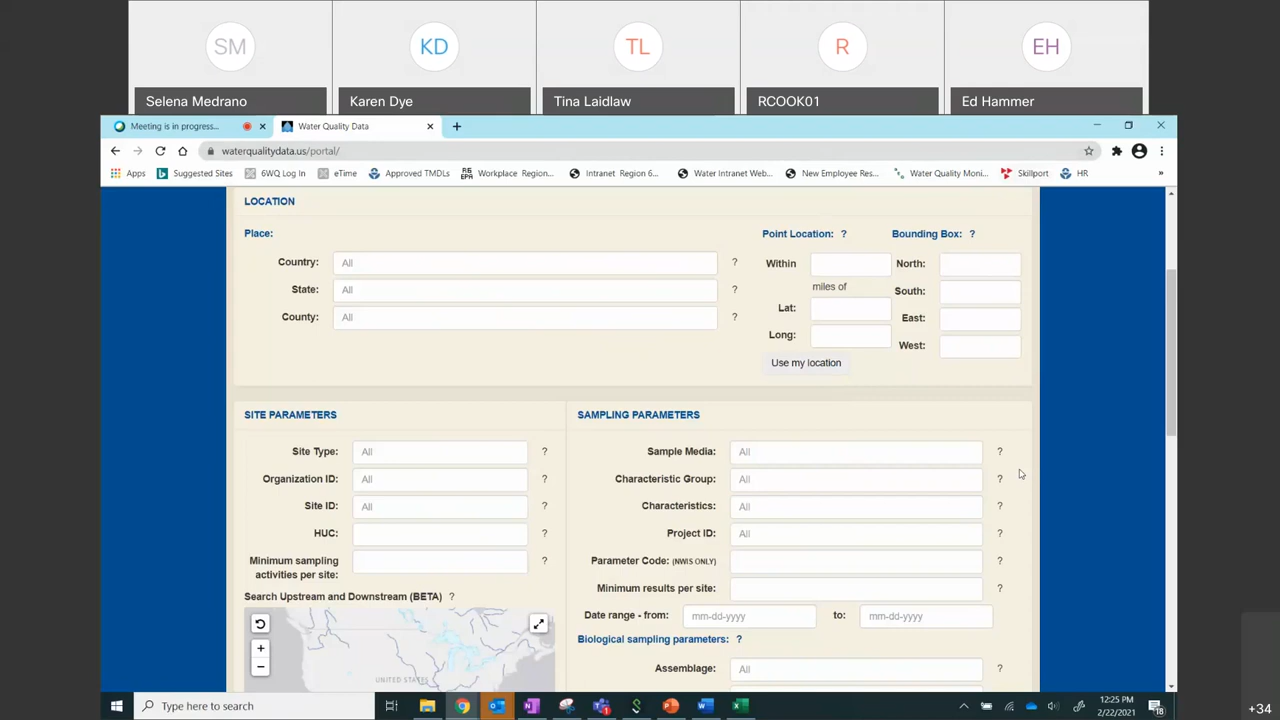 SM
KD
TL
R
EH
Selena Medrano
Karen Dye
Tina Laidlaw
RCOOK01
Ed Hammer
Meeting is in progress...
Water Quality Data
waterqualitydata.us/portal/
Apps
Suggested Sites
6WQ Log In
eTime
Approved TMDLs
Workplace Region...
Intranet Region 6...
Water Intranet Web...
New Employee Res...
Water Quality Moni...
Skillport
HR
»
LOCATION
Place:
Point Location: ?
Bounding Box: ?
Country: All ?
Within
North:
State: All ?
miles of
South:
Lat:
County: All ?
East:
Long:
West:
Use my location
SITE PARAMETERS
SAMPLING PARAMETERS
Site Type: All ?
Sample Media: All ?
Organization ID: All ?
Characteristic Group: All ?
Site ID: All ?
Characteristics: All ?
HUC: ?
Project ID: All ?
Minimum sampling
activities per site: ?
Parameter Code: (NWIS ONLY) ?
Minimum results per site: ?
Search Upstream and Downstream (BETA) ?
Date range - from: mm-dd-yyyy to: mm-dd-yyyy
Biological sampling parameters: ?
+
−
UNITED STATES
Assemblage: All ?
Type here to search
12:25 PM
2/22/2021
18
+34